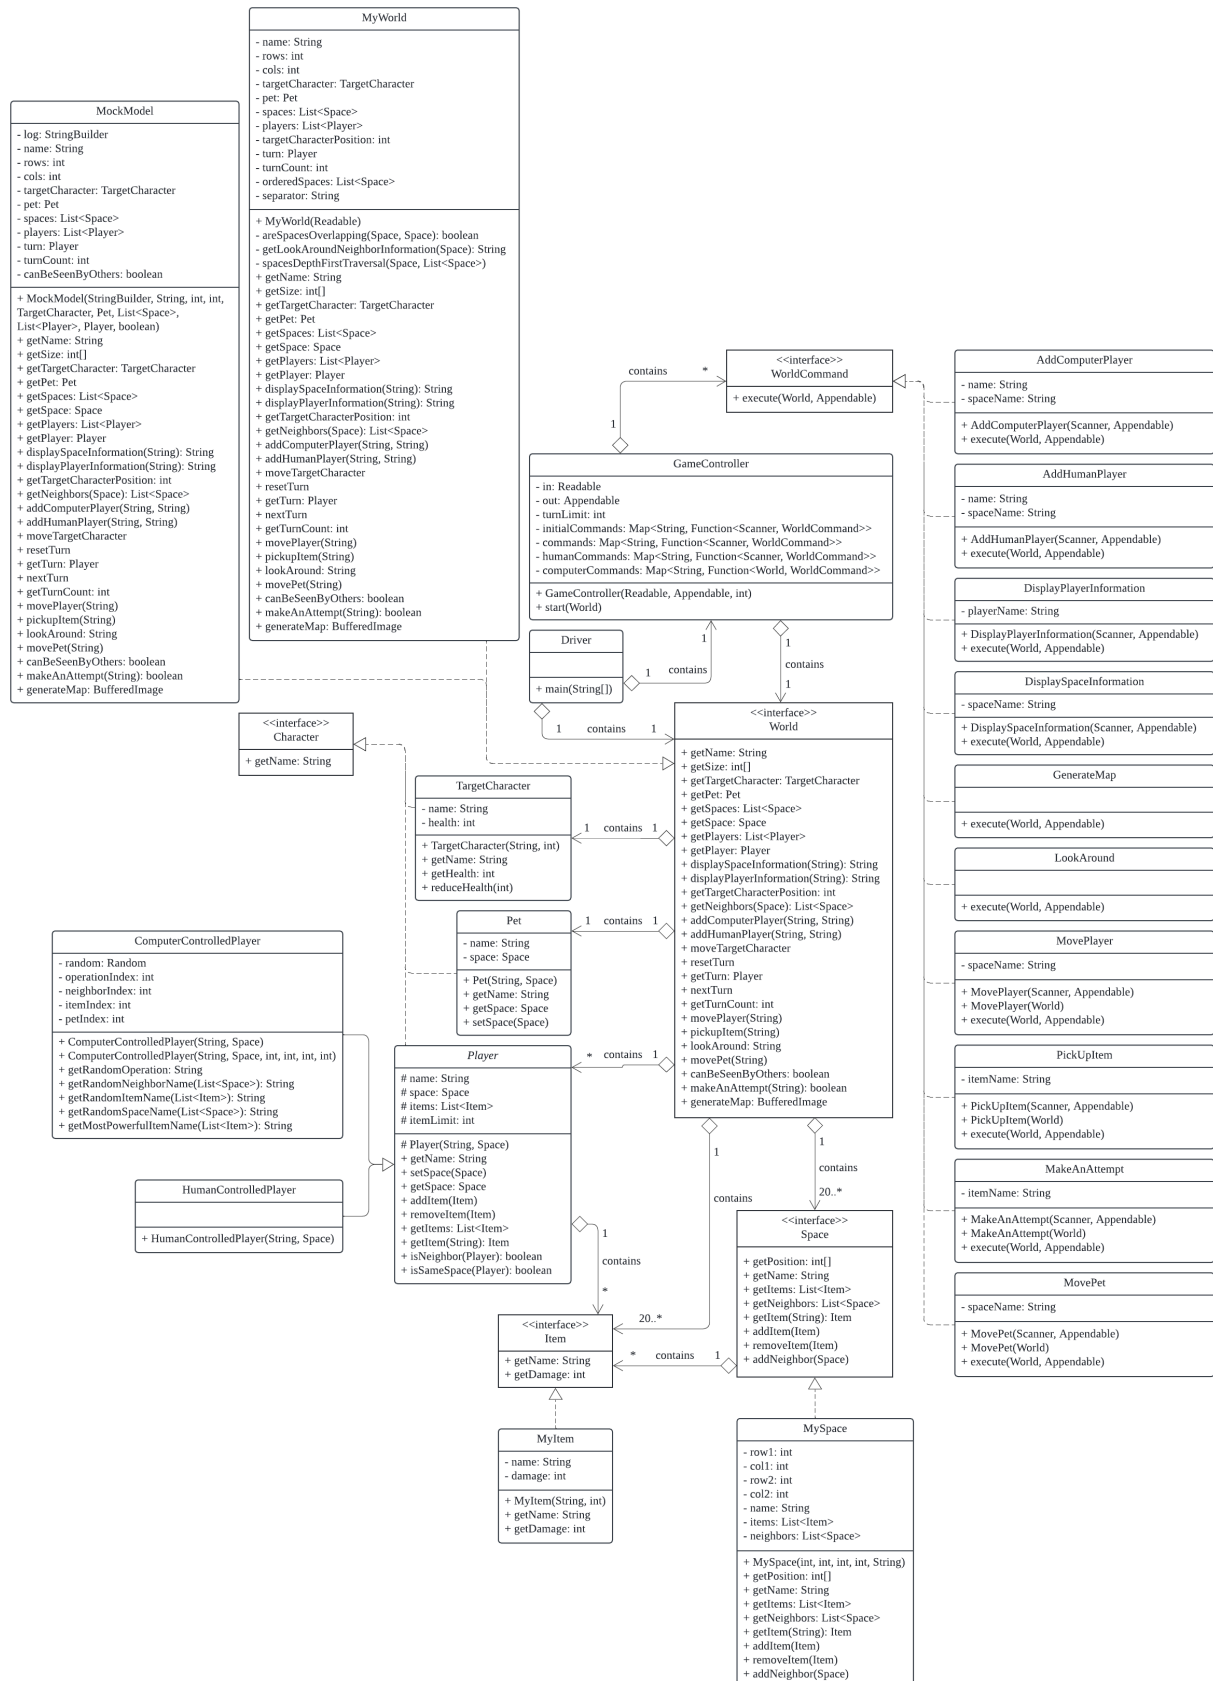 MyWorld
- name: String
- rows: int
- cols: int
- targetCharacter: TargetCharacter
- pet: Pet
- spaces: List<Space>
- players: List<Player>
- targetCharacterPosition: int
- turn: Player
- turnCount: int
- orderedSpaces: List<Space>
- separator: String
+ MyWorld(Readable)
- areSpacesOverlapping(Space, Space): boolean
- getLookAroundNeighborInformation(Space): String
- spacesDepthFirstTraversal(Space, List<Space>)
+ getName: String
+ getSize: int[]
+ getTargetCharacter: TargetCharacter
+ getPet: Pet
+ getSpaces: List<Space>
+ getSpace: Space
+ getPlayers: List<Player>
+ getPlayer: Player
+ displaySpaceInformation(String): String
+ displayPlayerInformation(String): String
+ getTargetCharacterPosition: int
+ getNeighbors(Space): List<Space>
+ addComputerPlayer(String, String)
+ addHumanPlayer(String, String)
+ moveTargetCharacter
+ resetTurn
+ getTurn: Player
+ nextTurn
+ getTurnCount: int
+ movePlayer(String)
+ pickupItem(String)
+ lookAround: String
+ movePet(String)
+ canBeSeenByOthers: boolean
+ makeAnAttempt(String): boolean
+ generateMap: BufferedImage
MockModel
- log: StringBuilder
- name: String
- rows: int
- cols: int
- targetCharacter: TargetCharacter
- pet: Pet
- spaces: List<Space>
- players: List<Player>
- turn: Player
- turnCount: int
- canBeSeenByOthers: boolean
+ MockModel(StringBuilder, String, int, int,
TargetCharacter, Pet, List<Space>,
List<Player>, Player, boolean)
+ getName: String
+ getSize: int[]
+ getTargetCharacter: TargetCharacter
+ getPet: Pet
+ getSpaces: List<Space>
+ getSpace: Space
+ getPlayers: List<Player>
+ getPlayer: Player
+ displaySpaceInformation(String): String
+ displayPlayerInformation(String): String
+ getTargetCharacterPosition: int
+ getNeighbors(Space): List<Space>
+ addComputerPlayer(String, String)
+ addHumanPlayer(String, String)
+ moveTargetCharacter
+ resetTurn
+ getTurn: Player
+ nextTurn
+ getTurnCount: int
+ movePlayer(String)
+ pickupItem(String)
+ lookAround: String
+ movePet(String)
+ canBeSeenByOthers: boolean
+ makeAnAttempt(String): boolean
+ generateMap: BufferedImage
contains
*
1
<<interface>>
WorldCommand
+ execute(World, Appendable)
GameController
- in: Readable
- out: Appendable
- turnLimit: int
- initialCommands: Map<String, Function<Scanner, WorldCommand>>
- commands: Map<String, Function<Scanner, WorldCommand>>
- humanCommands: Map<String, Function<Scanner, WorldCommand>>
- computerCommands: Map<String, Function<World, WorldCommand>>
+ GameController(Readable, Appendable, int)
+ start(World)
Driver
+ main(String[])
1
contains
1
1
contains
1
1
contains
1
AddComputerPlayer
- name: String
- spaceName: String
+ AddComputerPlayer(Scanner, Appendable)
+ execute(World, Appendable)
AddHumanPlayer
- name: String
- spaceName: String
+ AddHumanPlayer(Scanner, Appendable)
+ execute(World, Appendable)
DisplayPlayerInformation
- playerName: String
+ DisplayPlayerInformation(Scanner, Appendable)
+ execute(World, Appendable)
DisplaySpaceInformation
- spaceName: String
+ DisplaySpaceInformation(Scanner, Appendable)
+ execute(World, Appendable)
GenerateMap
+ execute(World, Appendable)
LookAround
+ execute(World, Appendable)
MovePlayer
- spaceName: String
+ MovePlayer(Scanner, Appendable)
+ MovePlayer(World)
+ execute(World, Appendable)
PickUpItem
- itemName: String
+ PickUpItem(Scanner, Appendable)
+ PickUpItem(World)
+ execute(World, Appendable)
MakeAnAttempt
- itemName: String
+ MakeAnAttempt(Scanner, Appendable)
+ MakeAnAttempt(World)
+ execute(World, Appendable)
MovePet
- spaceName: String
+ MovePet(Scanner, Appendable)
+ MovePet(World)
+ execute(World, Appendable)
<<interface>>
World
+ getName: String
+ getSize: int[]
+ getTargetCharacter: TargetCharacter
+ getPet: Pet
+ getSpaces: List<Space>
+ getSpace: Space
+ getPlayers: List<Player>
+ getPlayer: Player
+ displaySpaceInformation(String): String
+ displayPlayerInformation(String): String
+ getTargetCharacterPosition: int
+ getNeighbors(Space): List<Space>
+ addComputerPlayer(String, String)
+ addHumanPlayer(String, String)
+ moveTargetCharacter
+ resetTurn
+ getTurn: Player
+ nextTurn
+ getTurnCount: int
+ movePlayer(String)
+ pickupItem(String)
+ lookAround: String
+ movePet(String)
+ canBeSeenByOthers: boolean
+ makeAnAttempt(String): boolean
+ generateMap: BufferedImage
<<interface>>
Character
+ getName: String
TargetCharacter
- name: String
- health: int
+ TargetCharacter(String, int)
+ getName: String
+ getHealth: int
+ reduceHealth(int)
1 contains 1
Pet
- name: String
- space: Space
+ Pet(String, Space)
+ getName: String
+ getSpace: Space
+ setSpace(Space)
1 contains 1
ComputerControlledPlayer
- random: Random
- operationIndex: int
- neighborIndex: int
- itemIndex: int
- petIndex: int
+ ComputerControlledPlayer(String, Space)
+ ComputerControlledPlayer(String, Space, int, int, int, int)
+ getRandomOperation: String
+ getRandomNeighborName(List<Space>): String
+ getRandomItemName(List<Item>): String
+ getRandomSpaceName(List<Space>): String
+ getMostPowerfulItemName(List<Item>): String
HumanControlledPlayer
+ HumanControlledPlayer(String, Space)
Player
# name: String
# space: Space
# items: List<Item>
# itemLimit: int
# Player(String, Space)
+ getName: String
+ setSpace(Space)
+ getSpace: Space
+ addItem(Item)
+ removeItem(Item)
+ getItems: List<Item>
+ getItem(String): Item
+ isNeighbor(Player): boolean
+ isSameSpace(Player): boolean
* contains 1
1
contains
*
1
contains
20..*
1
contains
20..*
<<interface>>
Space
+ getPosition: int[]
+ getName: String
+ getItems: List<Item>
+ getNeighbors: List<Space>
+ getItem(String): Item
+ addItem(Item)
+ removeItem(Item)
+ addNeighbor(Space)
<<interface>>
Item
+ getName: String
+ getDamage: int
* contains 1
MyItem
- name: String
- damage: int
+ MyItem(String, int)
+ getName: String
+ getDamage: int
MySpace
- row1: int
- col1: int
- row2: int
- col2: int
- name: String
- items: List<Item>
- neighbors: List<Space>
+ MySpace(int, int, int, int, String)
+ getPosition: int[]
+ getName: String
+ getItems: List<Item>
+ getNeighbors: List<Space>
+ getItem(String): Item
+ addItem(Item)
+ removeItem(Item)
+ addNeighbor(Space)